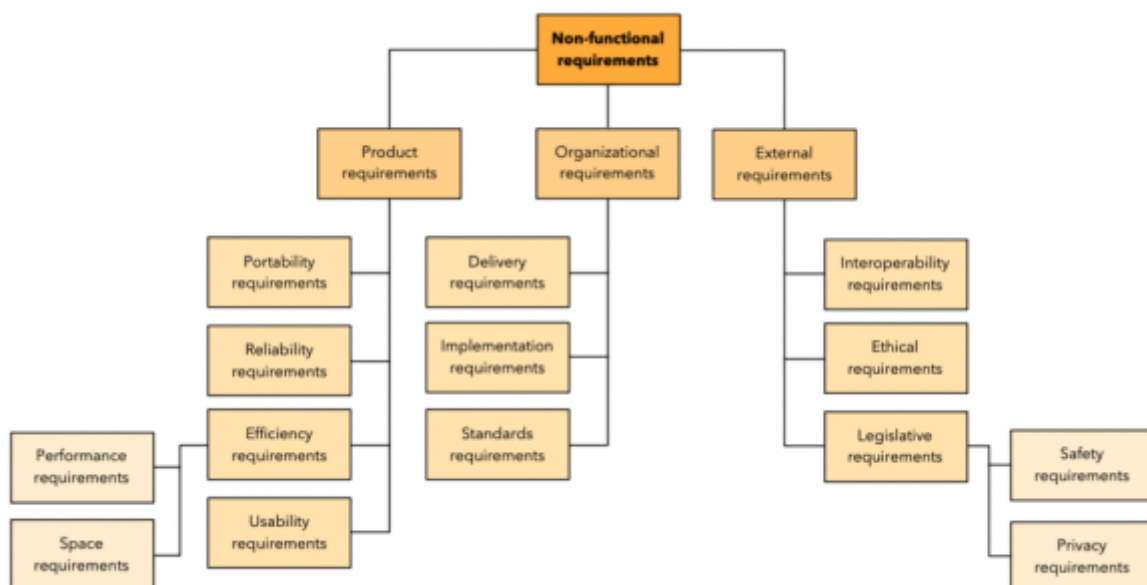 Non-functional
requirements
Product
requirements
Organizational
requirements
External
requirements
Portability
requirements
Delivery
requirements
Interoperability
requirements
Reliability
requirements
Implementation
requirements
Ethical
requirements
Efficiency
requirements
Standards
requirements
Legislative
requirements
Performance
requirements
Safety
requirements
Usability
requirements
Space
requirements
Privacy
requirements